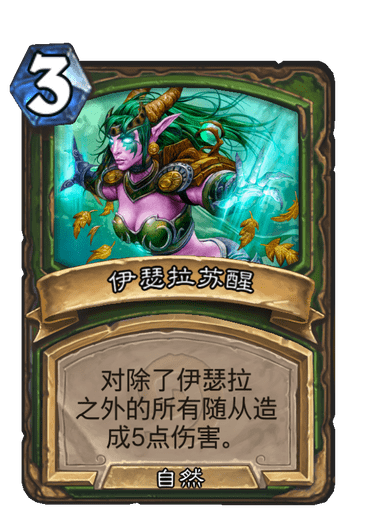 3
伊瑟拉苏醒
对除了伊瑟拉
之外的所有随从造
成5点伤害。
自然